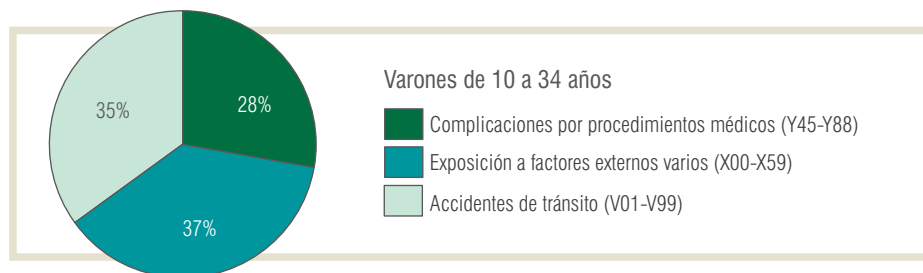 Varones de 10 a 34 años
28%
35%
37%
Complicaciones por procedimientos médicos (Y45-Y88)
Exposición a factores externos varios (X00-X59)
Accidentes de tránsito (V01-V99)